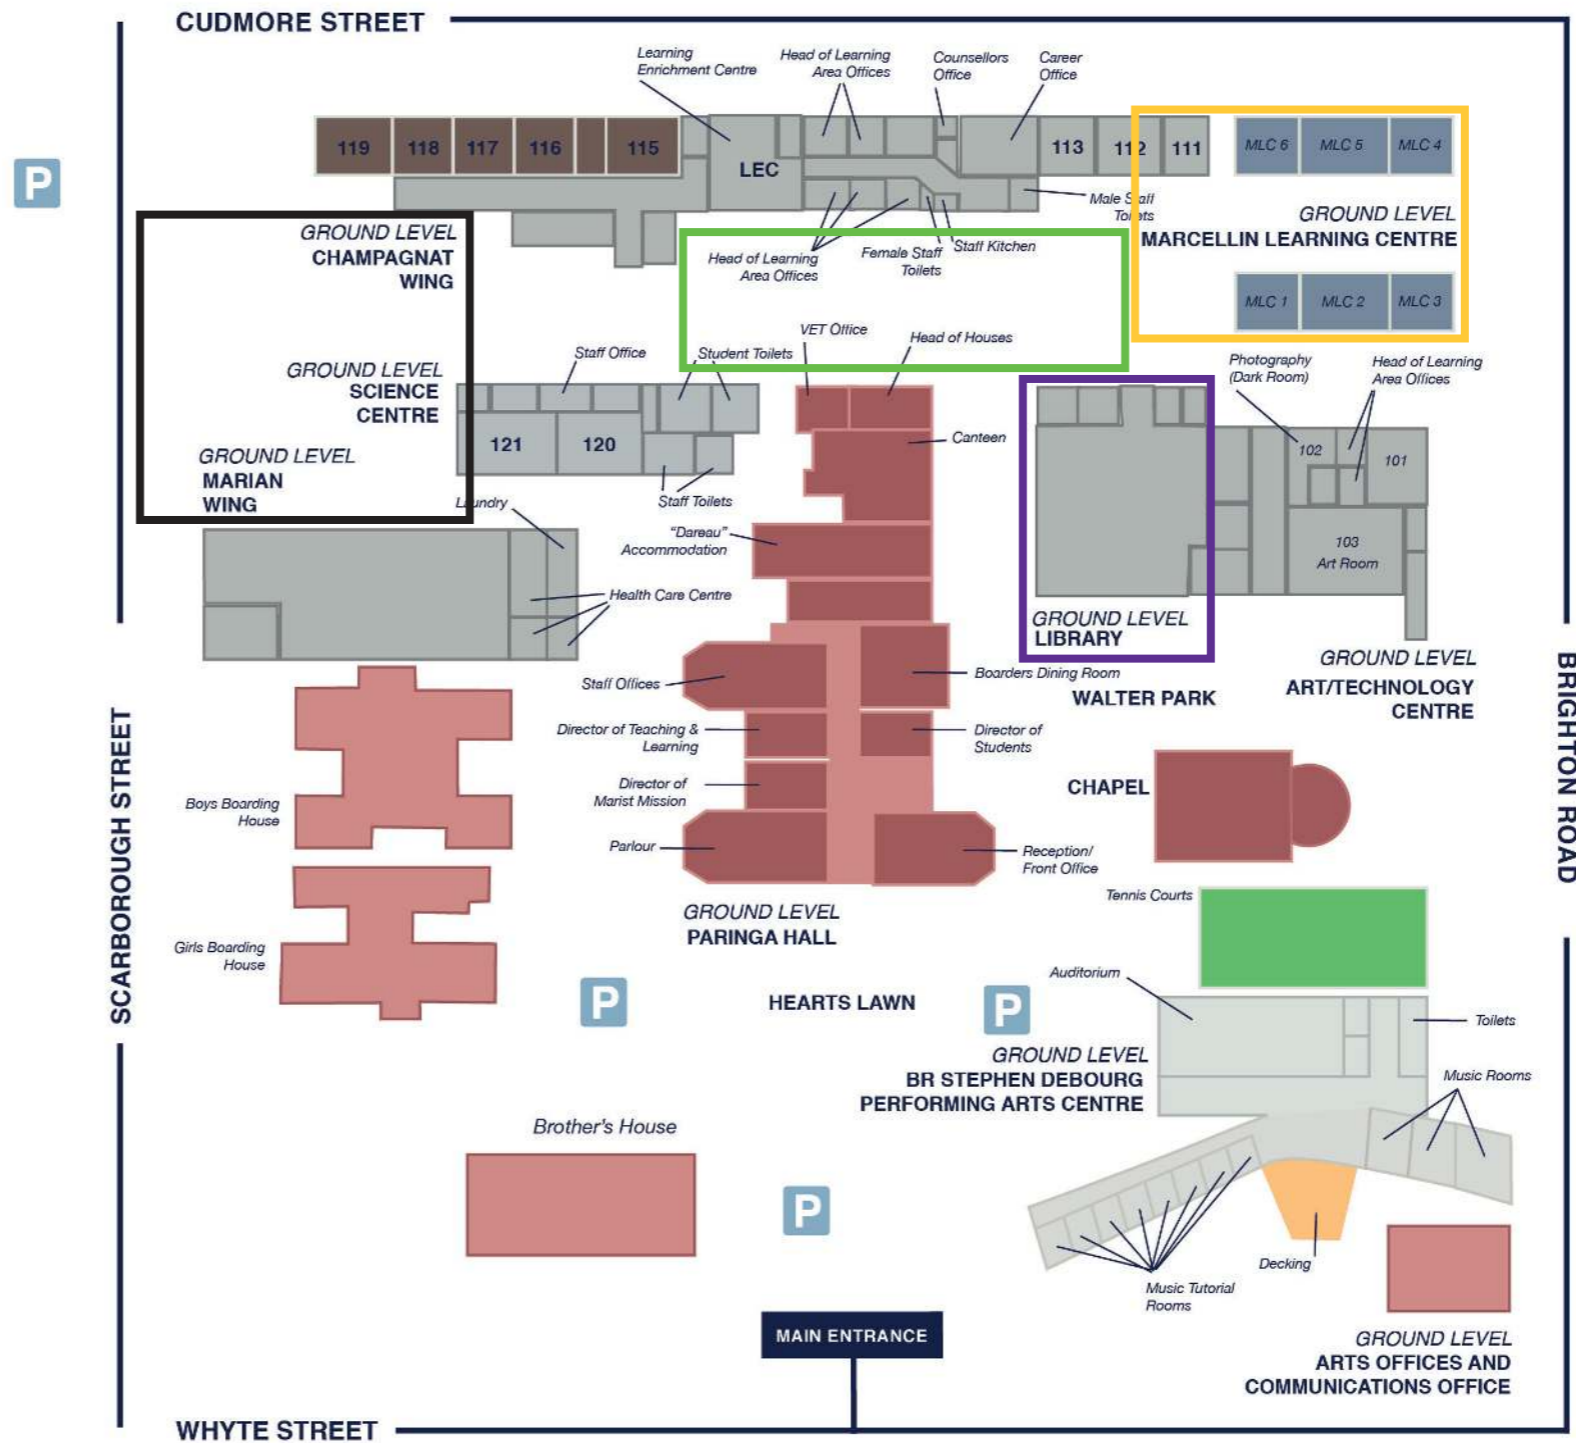 CUDMORE STREET
Learning
Enrichment Centre
Head of Learning
Area Offices
Counsellors
Office
Career
Office
119
118
117
116
115
LEC
113
112
111
MLC 6
MLC 5
MLC 4
P
Male Staff
Toilets
GROUND LEVEL
MARCELLIN LEARNING CENTRE
GROUND LEVEL
CHAMPAGNAT
WING
Head of Learning
Area Offices
Female Staff
Toilets
Staff Kitchen
MLC 1
MLC 2
MLC 3
VET Office
Head of Houses
Staff Office
Student Toilets
Photography
(Dark Room)
Head of Learning
Area Offices
GROUND LEVEL
SCIENCE
CENTRE
121
120
Canteen
102
101
GROUND LEVEL
MARIAN
WING
Laundry
Staff Toilets
"Dareau"
Accommodation
103
Art Room
Health Care Centre
GROUND LEVEL
LIBRARY
GROUND LEVEL
ART/TECHNOLOGY
CENTRE
Staff Offices
Boarders Dining Room
WALTER PARK
Director of Teaching &
Learning
Director of
Students
SCARBOROUGH STREET
BRIGHTON ROAD
Director of
Marist Mission
CHAPEL
Boys Boarding
House
Parlour
Reception/
Front Office
Tennis Courts
GROUND LEVEL
PARINGA HALL
Girls Boarding
House
Auditorium
P
HEARTS LAWN
P
Toilets
GROUND LEVEL
BR STEPHEN DEBOURG
PERFORMING ARTS CENTRE
Music Rooms
Brother's House
P
Decking
Music Tutorial
Rooms
MAIN ENTRANCE
GROUND LEVEL
ARTS OFFICES AND
COMMUNICATIONS OFFICE
WHYTE STREET